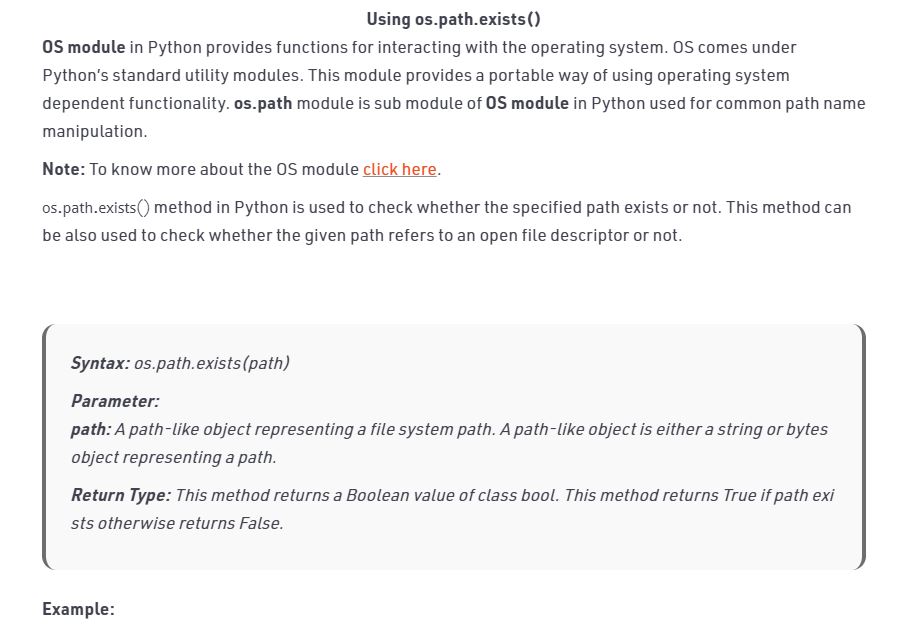 Using os.path.exists()
OS module in Python provides functions for interacting with the operating system. OS comes under
Python's standard utility modules. This module provides a portable way of using operating system
dependent functionality. os.path module is sub module of OS module in Python used for common path name
manipulation.
Note: To know more about the OS module click here.
os.path.exists() method in Python is used to check whether the specified path exists or not. This method can
be also used to check whether the given path refers to an open file descriptor or not.
Syntax: os.path.exists(path)
Parameter:
path: A path-like object representing a file system path. A path-like object is either a string or bytes
object representing a path.
Return Type: This method returns a Boolean value of class bool. This method returns True if path exi
sts otherwise returns False.
Example: